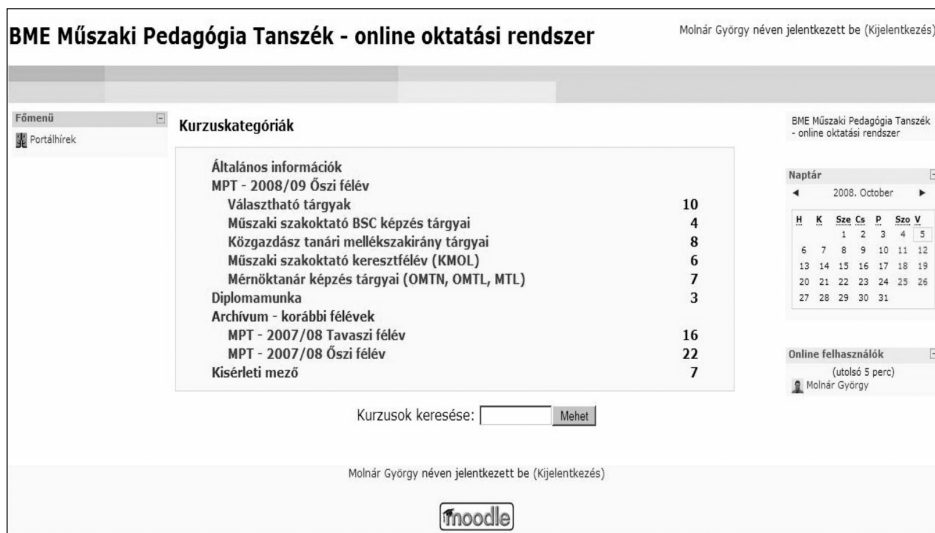 BME Műszaki Pedagógia Tanszék - online oktatási rendszer
Molnár György néven jelentkezett be (Kijelentkezés)
Főmenü
Portálhírek
Kurzuskategóriák
Általános információk
MPT - 2008/09 Őszi félév
Választható tárgyak 10
Műszaki szakoktató BSC képzés tárgyai 4
Közgazdász tanári mellékszakirány tárgyai 8
Műszaki szakoktató keresztfélév (KMOL) 6
Mérnöktanár képzés tárgyai (OMTN, OMTL, MTL) 7
Diplomamunka 3
Archívum - korábbi félévek
MPT - 2007/08 Tavaszi félév 16
MPT - 2007/08 Őszi félév 22
Kisérleti mező 7
Kurzusok keresése: Mehet
BME Műszaki Pedagógia Tanszék
- online oktatási rendszer
Naptár
◄ 2008. October ►
H K Sze Cs P Szo V
1 2 3 4 5
6 7 8 9 10 11 12
13 14 15 16 17 18 19
20 21 22 23 24 25 26
27 28 29 30 31
Online felhasználók
(utolsó 5 perc)
Molnár György
Molnár György néven jelentkezett be (Kijelentkezés)
moodle